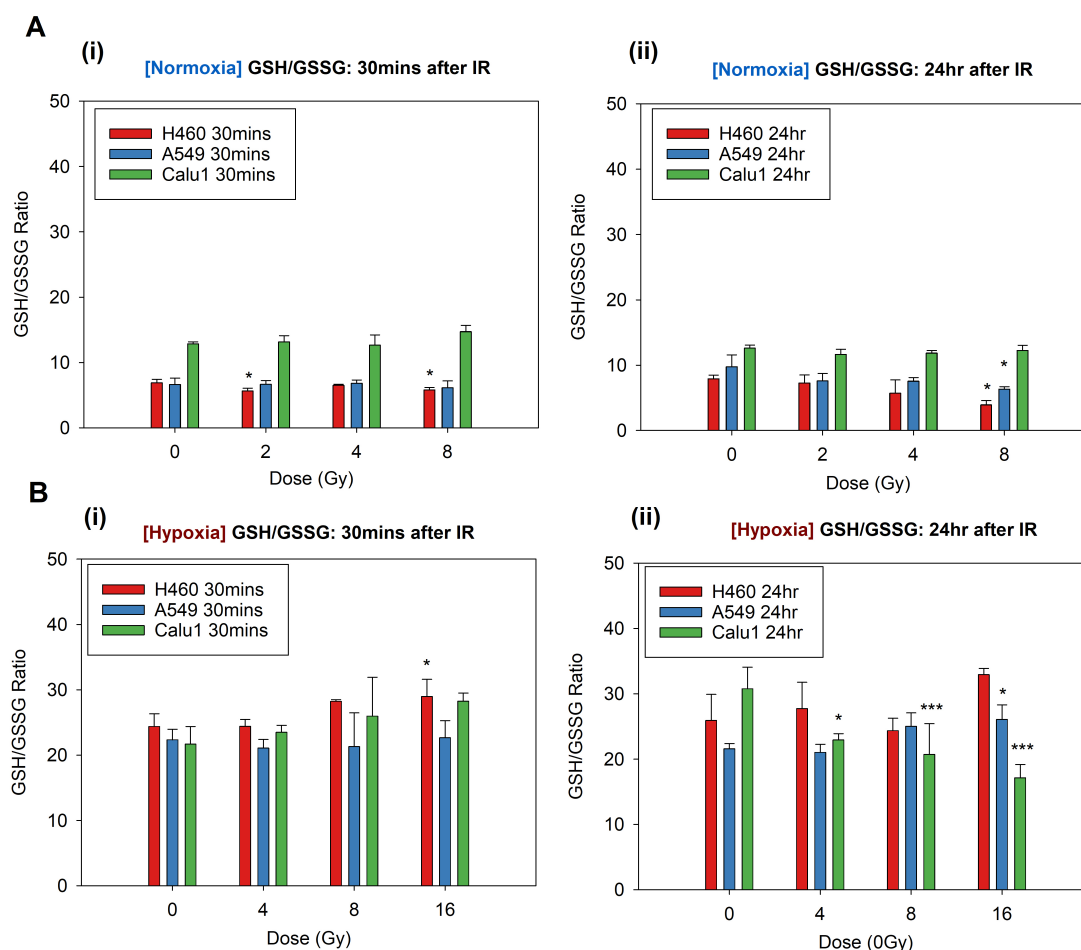 A
(i)
[Normoxia] GSH/GSSG: 30mins after IR
50
40
30
20
10
0
GSH/GSSG Ratio
H460 30mins
A549 30mins
Calu1 30mins
*
*
0 2 4 8
Dose (Gy)
(ii)
[Normoxia] GSH/GSSG: 24hr after IR
50
40
30
20
10
0
GSH/GSSG Ratio
H460 24hr
A549 24hr
Calu1 24hr
*
*
0 2 4 8
Dose (Gy)
B
(i)
[Hypoxia] GSH/GSSG: 30mins after IR
50
40
30
20
10
0
GSH/GSSG Ratio
H460 30mins
A549 30mins
Calu1 30mins
*
0 4 8 16
Dose (Gy)
(ii)
[Hypoxia] GSH/GSSG: 24hr after IR
50
40
30
20
10
0
GSH/GSSG Ratio
H460 24hr
A549 24hr
Calu1 24hr
*
***
*
***
0 4 8 16
Dose (0Gy)